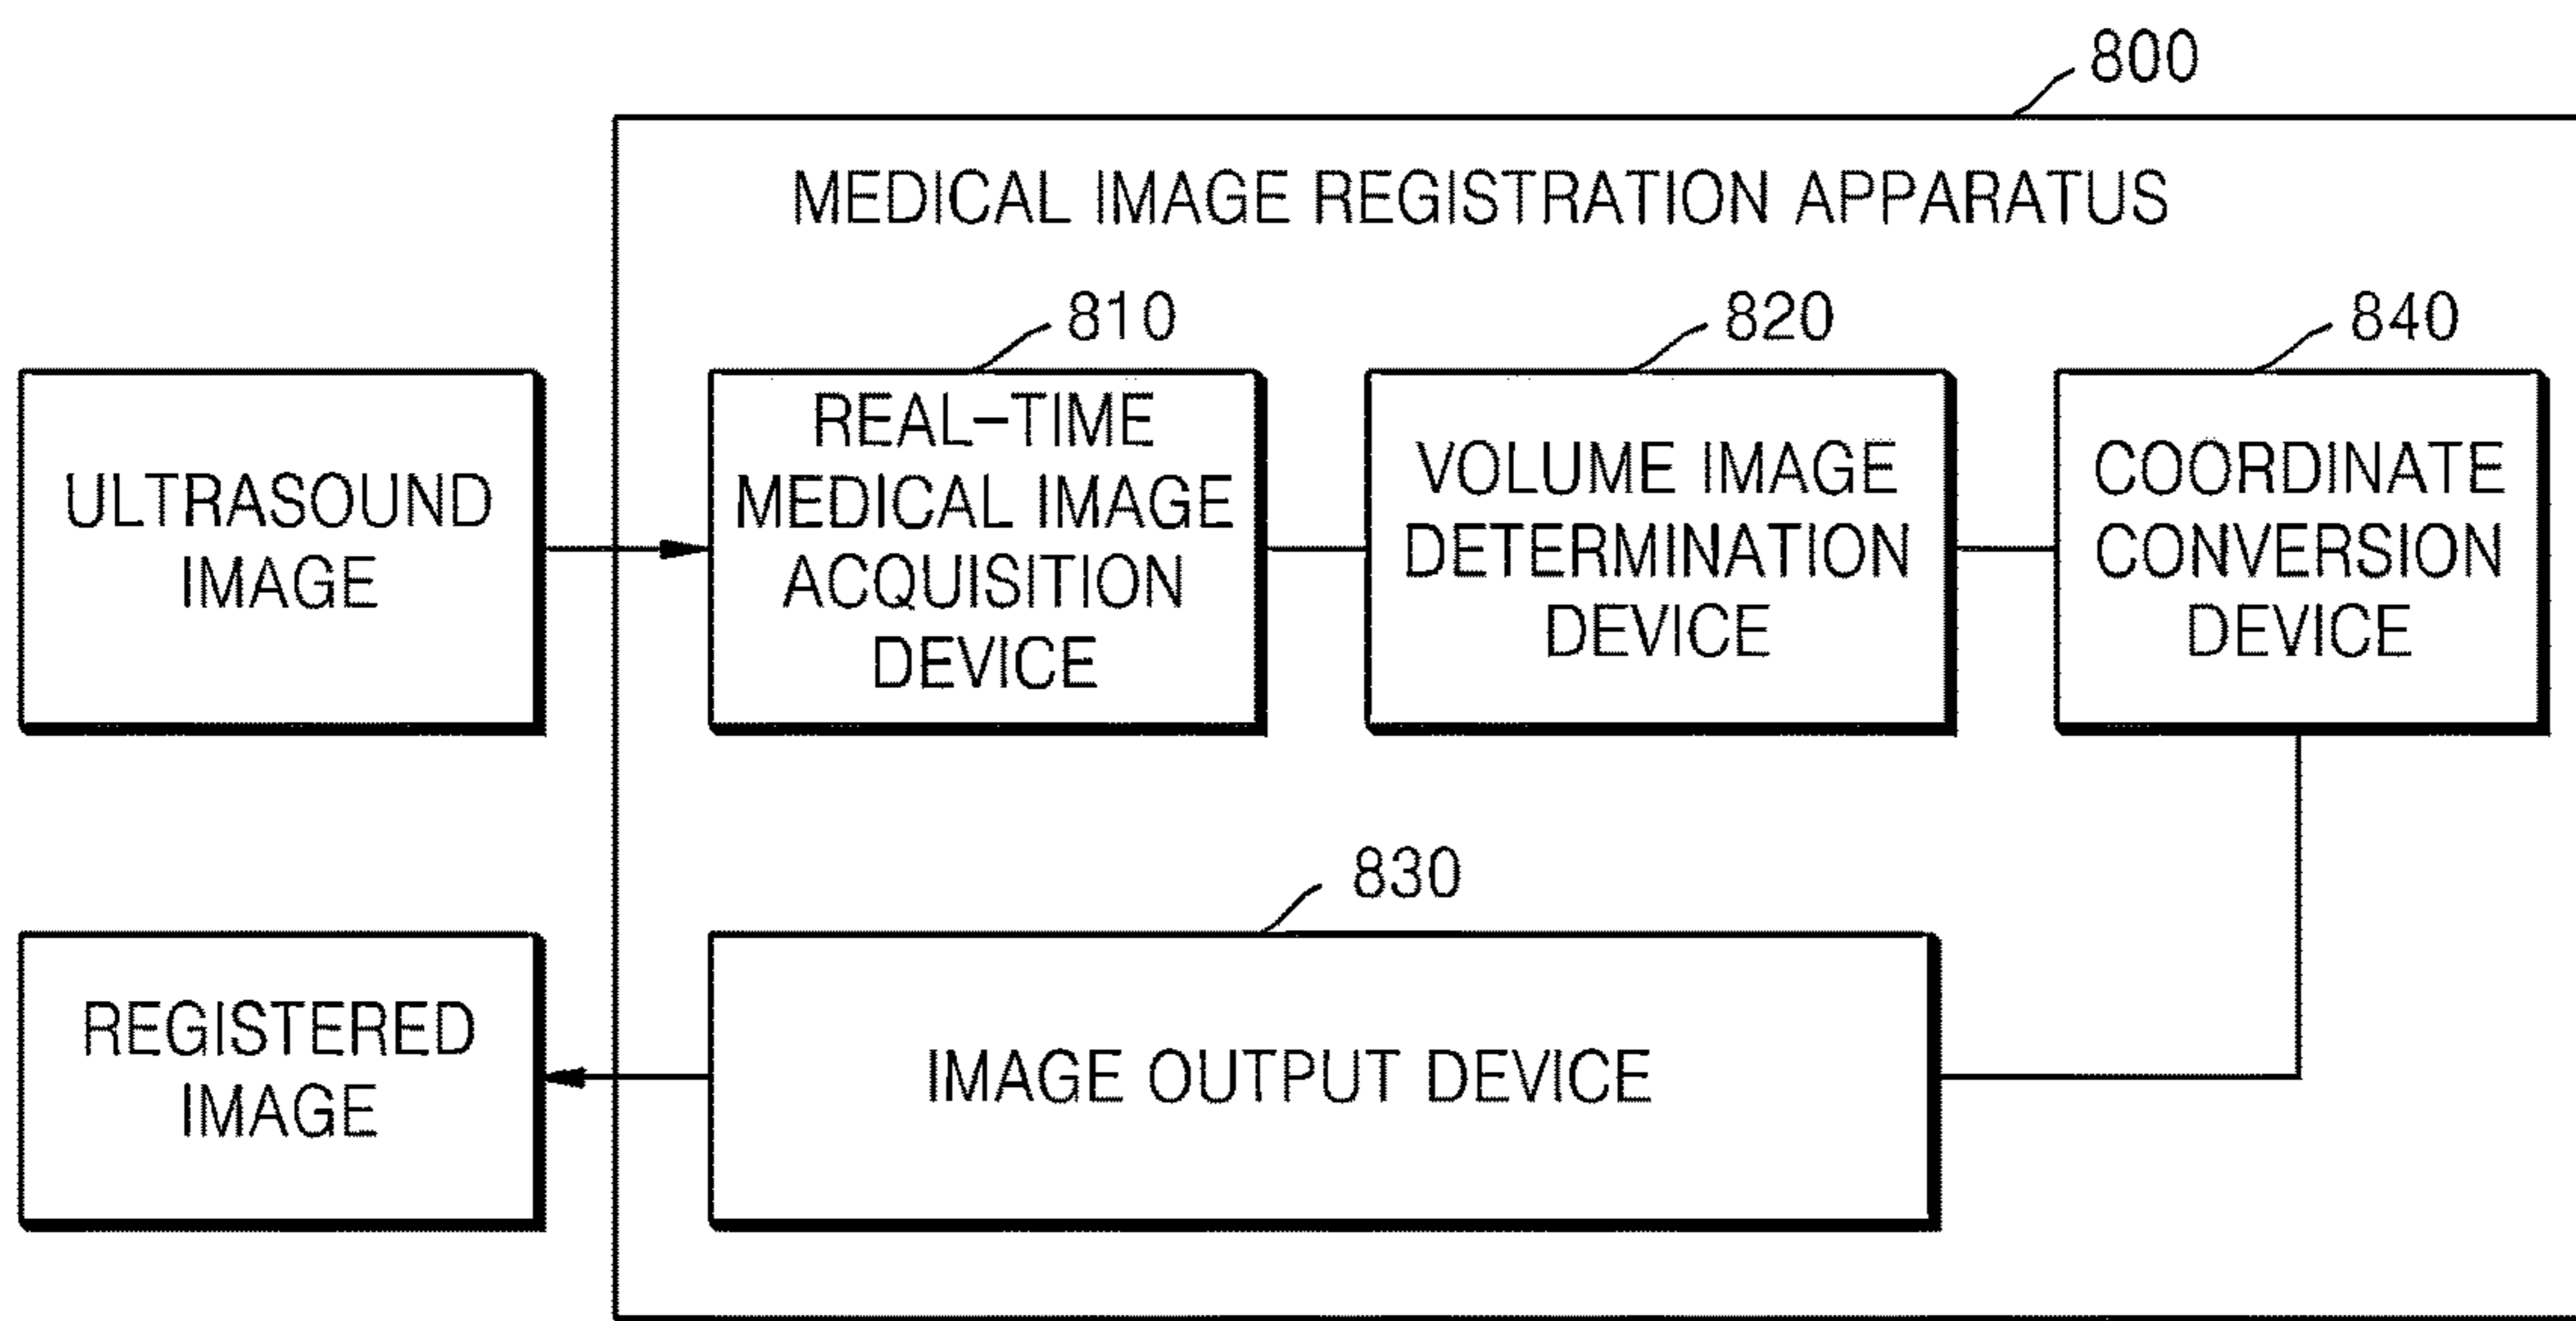 800
MEDICAL IMAGE REGISTRATION APPARATUS
810
820
840
ULTRASOUND
IMAGE
REAL-TIME
MEDICAL IMAGE
ACQUISITION
DEVICE
VOLUME IMAGE
DETERMINATION
DEVICE
COORDINATE
CONVERSION
DEVICE
830
REGISTERED
IMAGE
IMAGE OUTPUT DEVICE